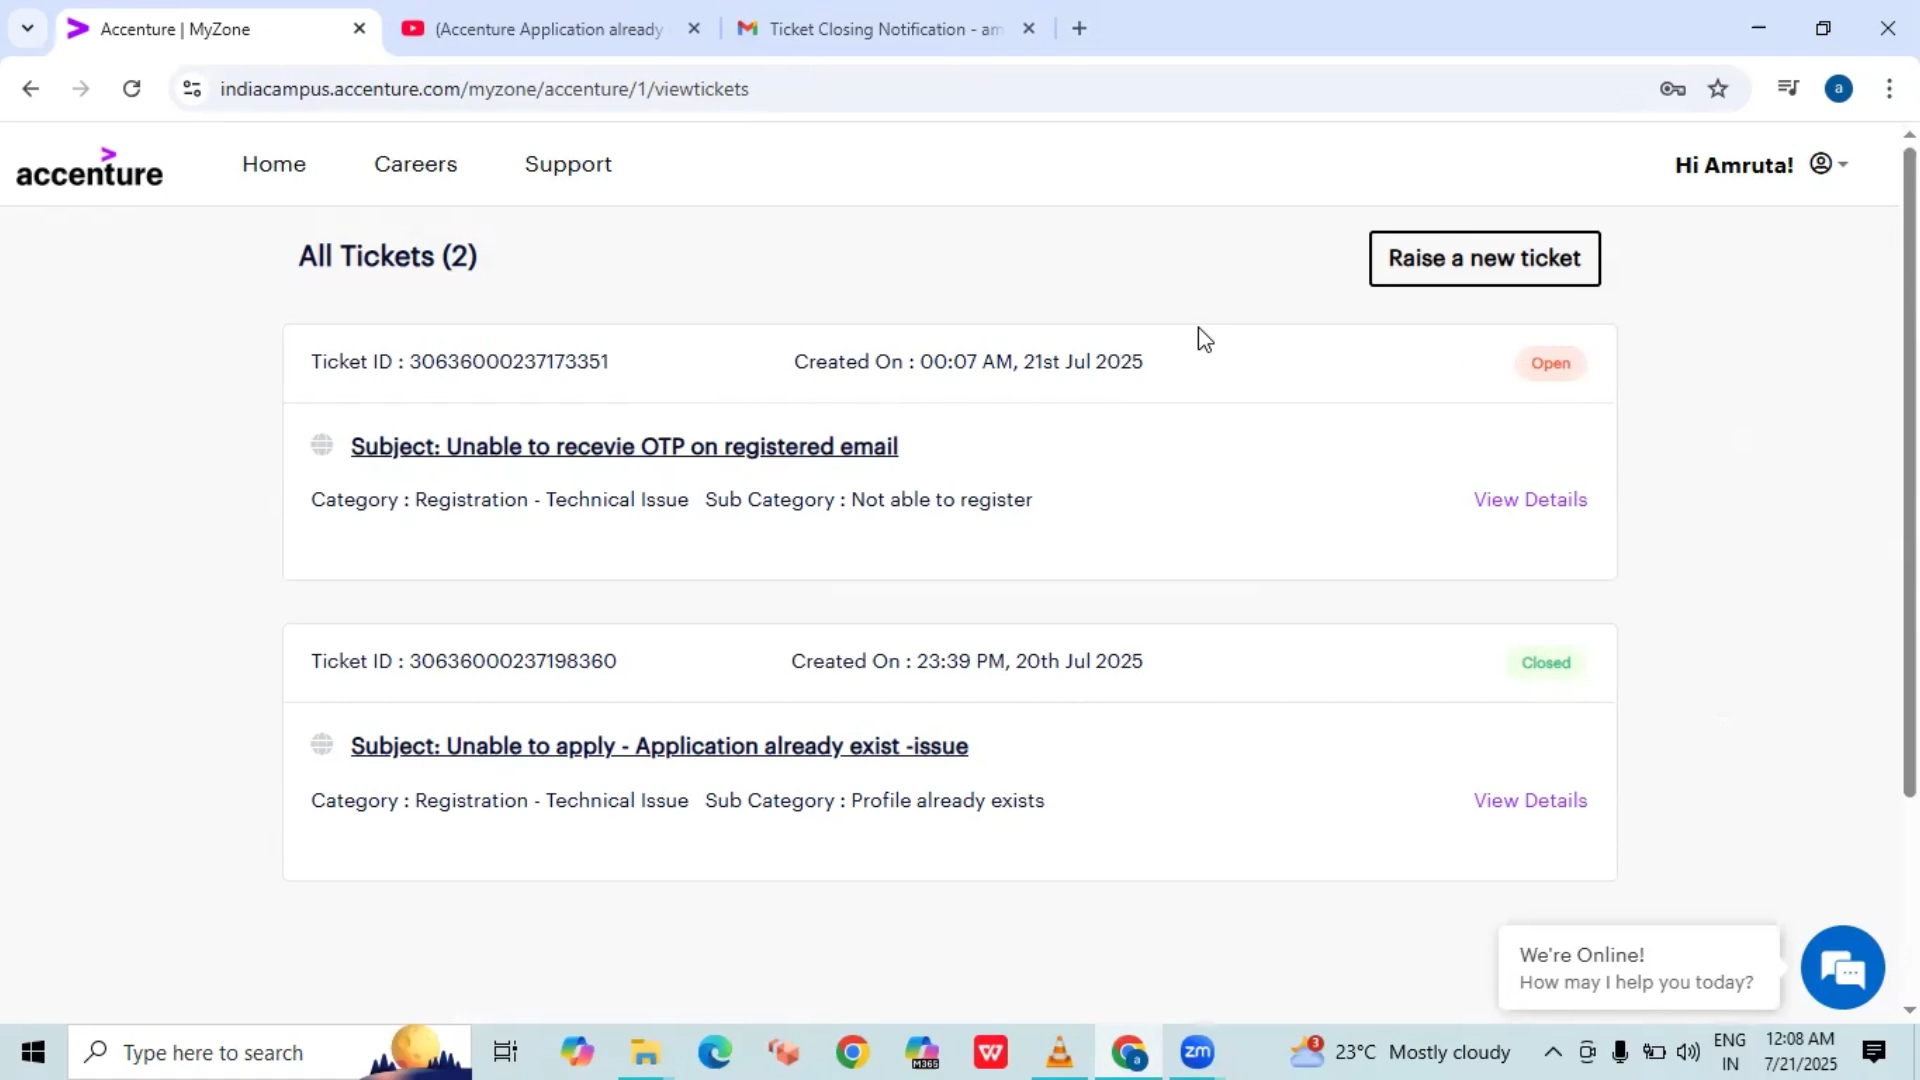 Accenture | MyZone
(Accenture Application already
Ticket Closing Notification - am
indiacampus.accenture.com/myzone/accenture/1/viewtickets
a
accenture
Home
Careers
Support
Hi Amruta!
All Tickets (2)
Raise a new ticket
Ticket ID : 30636000237173351
Created On : 00:07 AM, 21st Jul 2025
Open
Subject: Unable to recevie OTP on registered email
Category : Registration - Technical Issue Sub Category : Not able to register
View Details
Ticket ID : 30636000237198360
Created On : 23:39 PM, 20th Jul 2025
Closed
Subject: Unable to apply - Application already exist -issue
Category : Registration - Technical Issue Sub Category : Profile already exists
View Details
We're Online!
How may I help you today?
Type here to search
M365
W
a
zm
3
23°C Mostly cloudy
ENG
IN
12:08 AM
7/21/2025